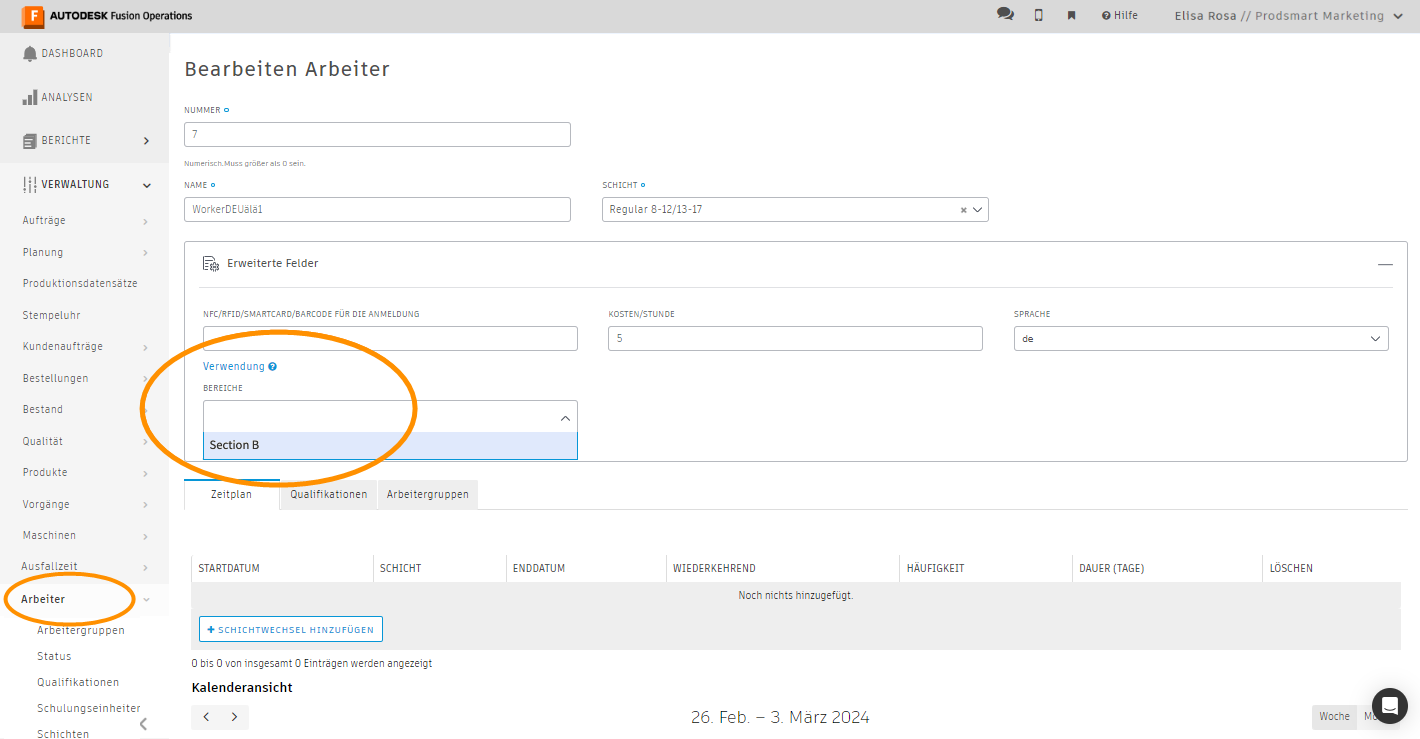 F AUTODESK Fusion Operations
Hilfe
Elisa Rosa // Prodsmart Marketing
DASHBOARD
ANALYSEN
BERICHTE
VERWALTUNG
Aufträge
Planung
Produktionsdatensätze
Stempeluhr
Kundenaufträge
Bestellungen
Bestand
Qualität
Produkte
Vorgänge
Maschinen
Ausfallzeit
Arbeiter
Arbeitergruppen
Status
Qualifikationen
Schulungseinheiter
Schichten
Bearbeiten Arbeiter
NUMMER
7
Numerisch.Muss größer als 0 sein.
NAME
SCHICHT
WorkerDEUälä1
Regular 8-12/13-17
Erweiterte Felder
NFC/RFID/SMARTCARD/BARCODE FÜR DIE ANMELDUNG
KOSTEN/STUNDE
SPRACHE
5
de
Verwendung
BEREICHE
Section B
Zeitplan Qualifikationen Arbeitergruppen
STARTDATUM SCHICHT ENDDATUM WIEDERKEHREND HÄUFIGKEIT DAUER (TAGE) LÖSCHEN
Noch nichts hinzugefügt.
+ SCHICHTWECHSEL HINZUFÜGEN
0 bis 0 von insgesamt 0 Einträgen werden angezeigt
Kalenderansicht
26. Feb. – 3. März 2024
Woche